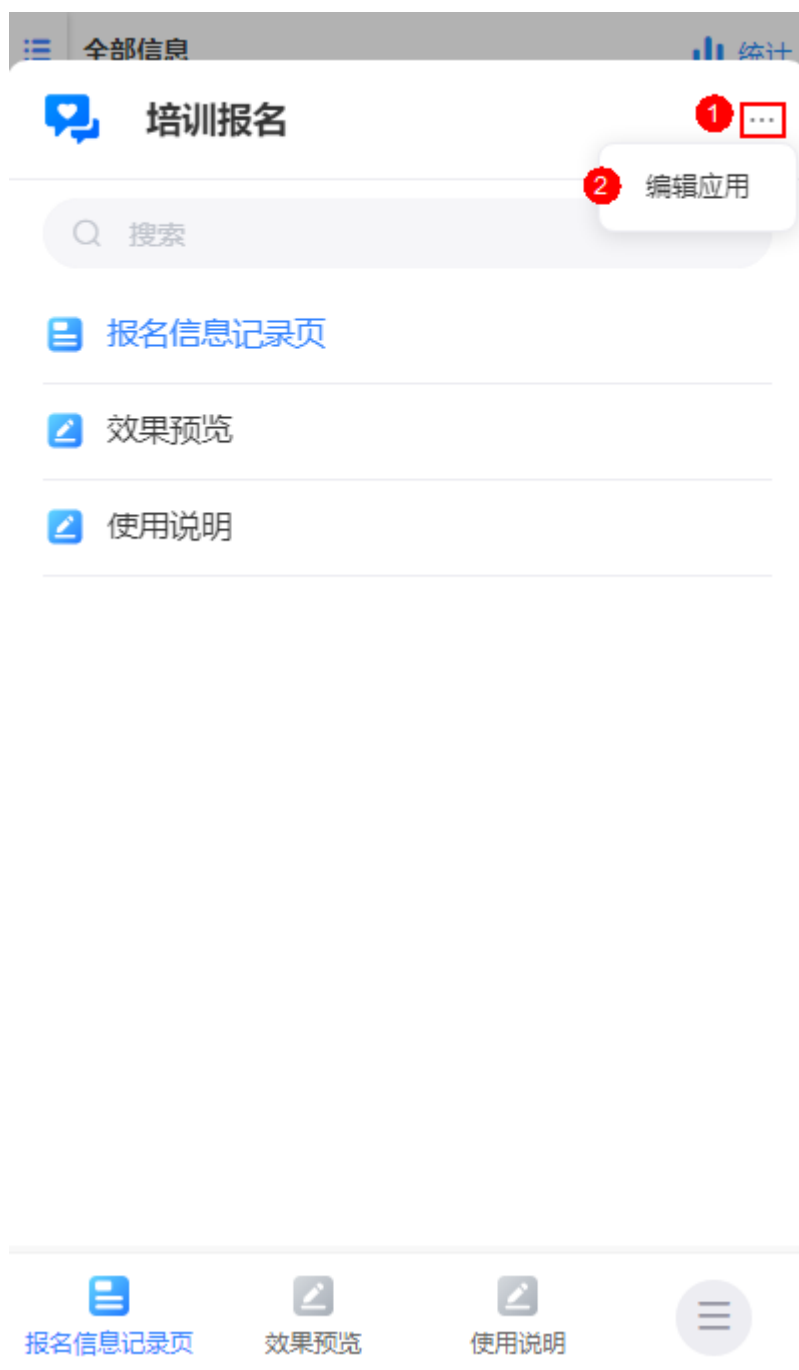 全部信息 统计
培训报名 1 ...
2 编辑应用
搜索
报名信息记录页
效果预览
使用说明
报名信息记录页 效果预览 使用说明